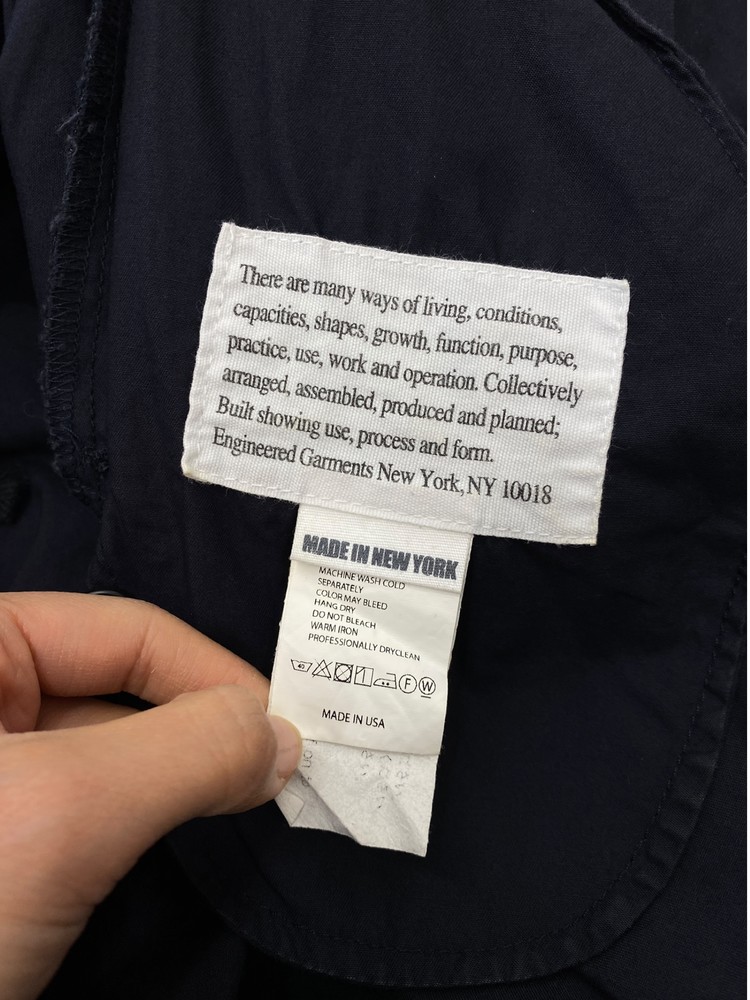 There are many ways of living, conditions,
capacities, shapes, growth, function, purpose,
practice, use, work and operation. Collectively
arranged, assembled, produced and planned;
Built showing use, process and form.
Engineered Garments New York, NY 10018
MADE IN NEW YORK
MACHINE WASH COLD
SEPARATELY
COLOR MAY BLEED
HANG DRY
DO NOT BLEACH
WARM IRON
PROFESSIONALLY DRYCLEAN
40 F W
MADE IN USA